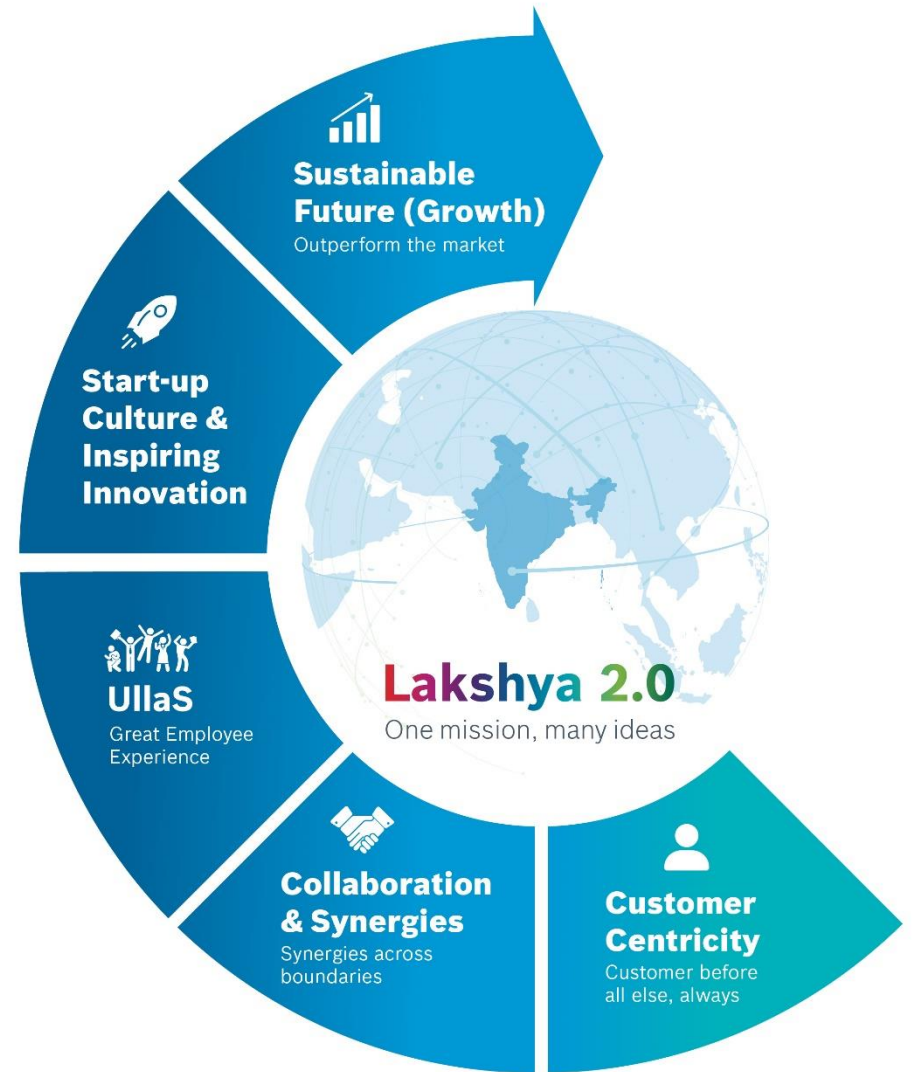 Sustainable
Future (Growth)
Outperform the market
Start-up
Culture &
Inspiring
Innovation
UllaS
Great Employee
Experience
Lakshya 2.0
One mission, many ideas
Collaboration
& Synergies
Synergies across
boundaries
Customer
Centricity
Customer before
all else, always